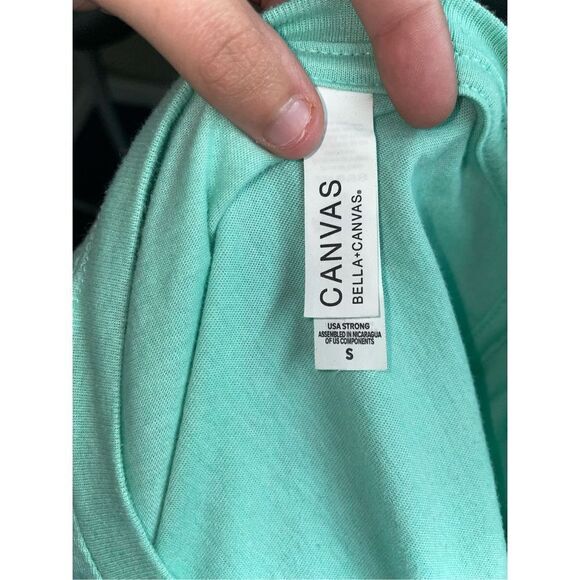 CANVAS
BELLA+CANVAS®
USA STRONG
ASSEMBLED IN NICARAGUA
OF US COMPONENTS
S